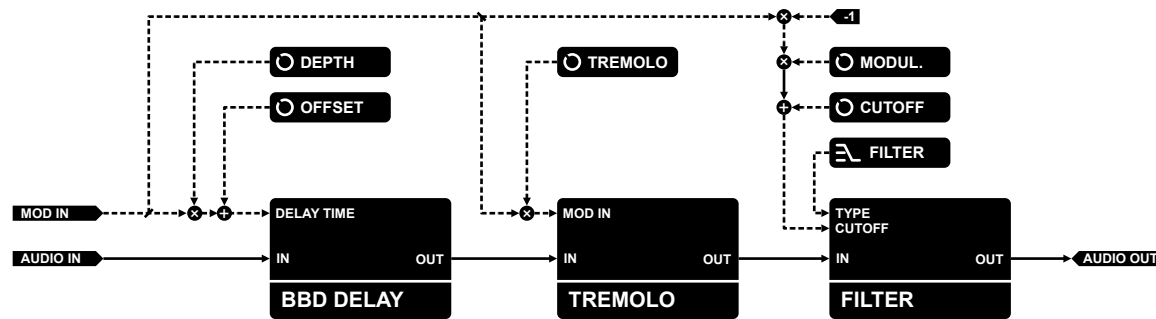 -1
DEPTH
TREMOLO
MODUL.
OFFSET
CUTOFF
FILTER
MOD IN
DELAY TIME
MOD IN
TYPE
CUTOFF
AUDIO IN
IN
OUT
IN
OUT
IN
OUT
AUDIO OUT
BBD DELAY
TREMOLO
FILTER